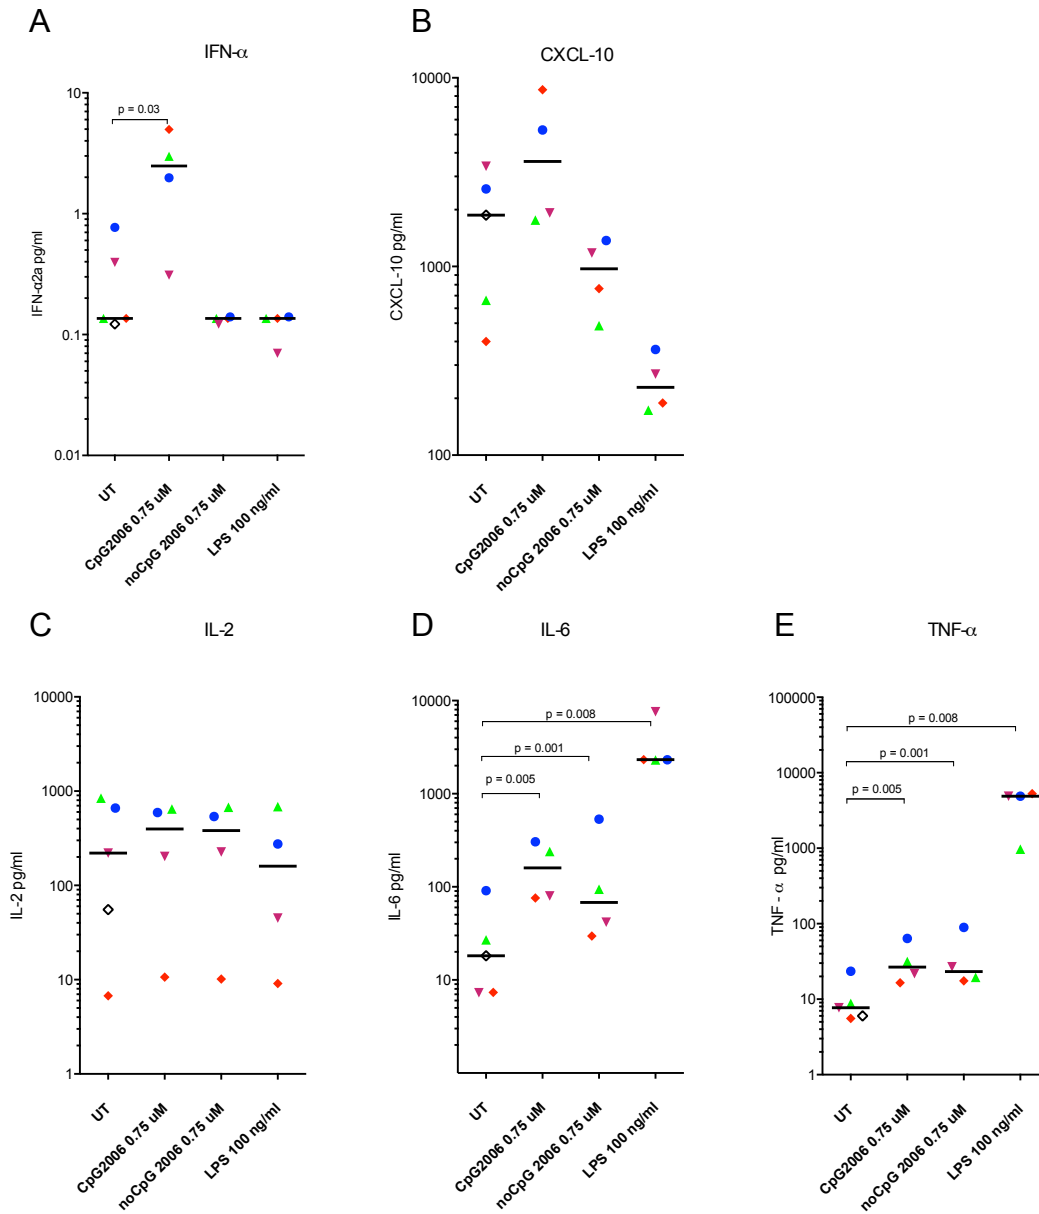 A
IFN-α
10
1
0.1
0.01
IFN-α2a pg/ml
p = 0.03
UT
CpG2006 0.75 uM
noCpG 2006 0.75 uM
LPS 100 ng/ml
B
CXCL-10
10000
1000
100
CXCL-10 pg/ml
UT
CpG2006 0.75 uM
noCpG 2006 0.75 uM
LPS 100 ng/ml
C
IL-2
10000
1000
100
10
1
IL-2 pg/ml
UT
CpG2006 0.75 uM
noCpG 2006 0.75 uM
LPS 100 ng/ml
D
IL-6
10000
1000
100
10
IL-6 pg/ml
p = 0.008
p = 0.001
p = 0.005
UT
CpG2006 0.75 uM
noCpG 2006 0.75 uM
LPS 100 ng/ml
E
TNF-α
100000
10000
1000
100
10
1
TNF - α pg/ml
p = 0.008
p = 0.001
p = 0.005
UT
CpG2006 0.75 uM
noCpG 2006 0.75 uM
LPS 100 ng/ml